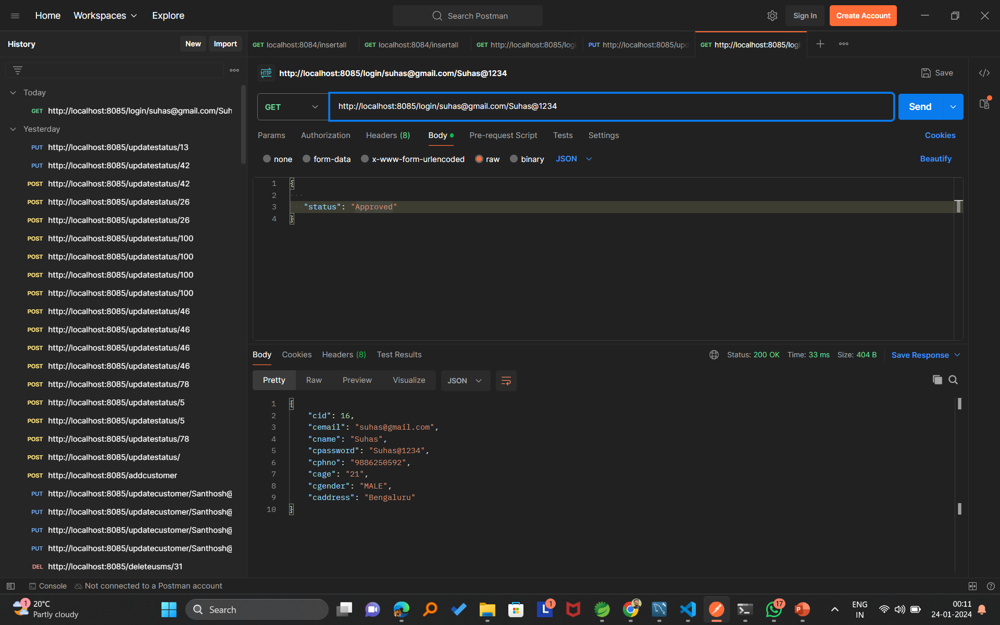 Home
Workspaces
Explore
Search Postman
Sign In
Create Account
History
New
Import
GET localhost:8084/insertall
GET localhost:8084/insertall
GET http://localhost:8085/logi
PUT http://localhost:8085/upd
GET http://localhost:8085/logi
HTTP http://localhost:8085/login/suhas@gmail.com/Suhas@1234
Save
GET
http://localhost:8085/login/suhas@gmail.com/Suhas@1234
Send
Params
Authorization
Headers (8)
Body
Pre-request Script
Tests
Settings
Cookies
none
form-data
x-www-form-urlencoded
raw
binary
JSON
Beautify
1 {
2
3 "status": "Approved"
4 }
Today
GET http://localhost:8085/login/suhas@gmail.com/Suh
Yesterday
PUT http://localhost:8085/updatestatus/13
PUT http://localhost:8085/updatestatus/42
POST http://localhost:8085/updatestatus/42
POST http://localhost:8085/updatestatus/26
POST http://localhost:8085/updatestatus/26
POST http://localhost:8085/updatestatus/100
POST http://localhost:8085/updatestatus/100
POST http://localhost:8085/updatestatus/100
POST http://localhost:8085/updatestatus/100
POST http://localhost:8085/updatestatus/46
POST http://localhost:8085/updatestatus/46
POST http://localhost:8085/updatestatus/46
POST http://localhost:8085/updatestatus/46
POST http://localhost:8085/updatestatus/78
POST http://localhost:8085/updatestatus/5
POST http://localhost:8085/updatestatus/5
POST http://localhost:8085/updatestatus/78
POST http://localhost:8085/updatestatus/
POST http://localhost:8085/addcustomer
PUT http://localhost:8085/updatecustomer/Santhosh@
PUT http://localhost:8085/updatecustomer/Santhosh@
PUT http://localhost:8085/updatecustomer/Santhosh@
PUT http://localhost:8085/updatecustomer/Santhosh@
DEL http://localhost:8085/deleteusms/31
Body
Cookies
Headers (8)
Test Results
Status: 200 OK
Time: 33 ms
Size: 404 B
Save Response
Pretty
Raw
Preview
Visualize
JSON
1 {
2 "cid": 16,
3 "cemail": "suhas@gmail.com",
4 "cname": "Suhas",
5 "cpassword": "Suhas@1234",
6 "cphno": "9886250592",
7 "cage": "21",
8 "cgender": "MALE",
9 "caddress": "Bengaluru"
10 }
Console
Not connected to a Postman account
1
20°C
Partly cloudy
Search
L
1
17
P
ENG
IN
00:11
24-01-2024